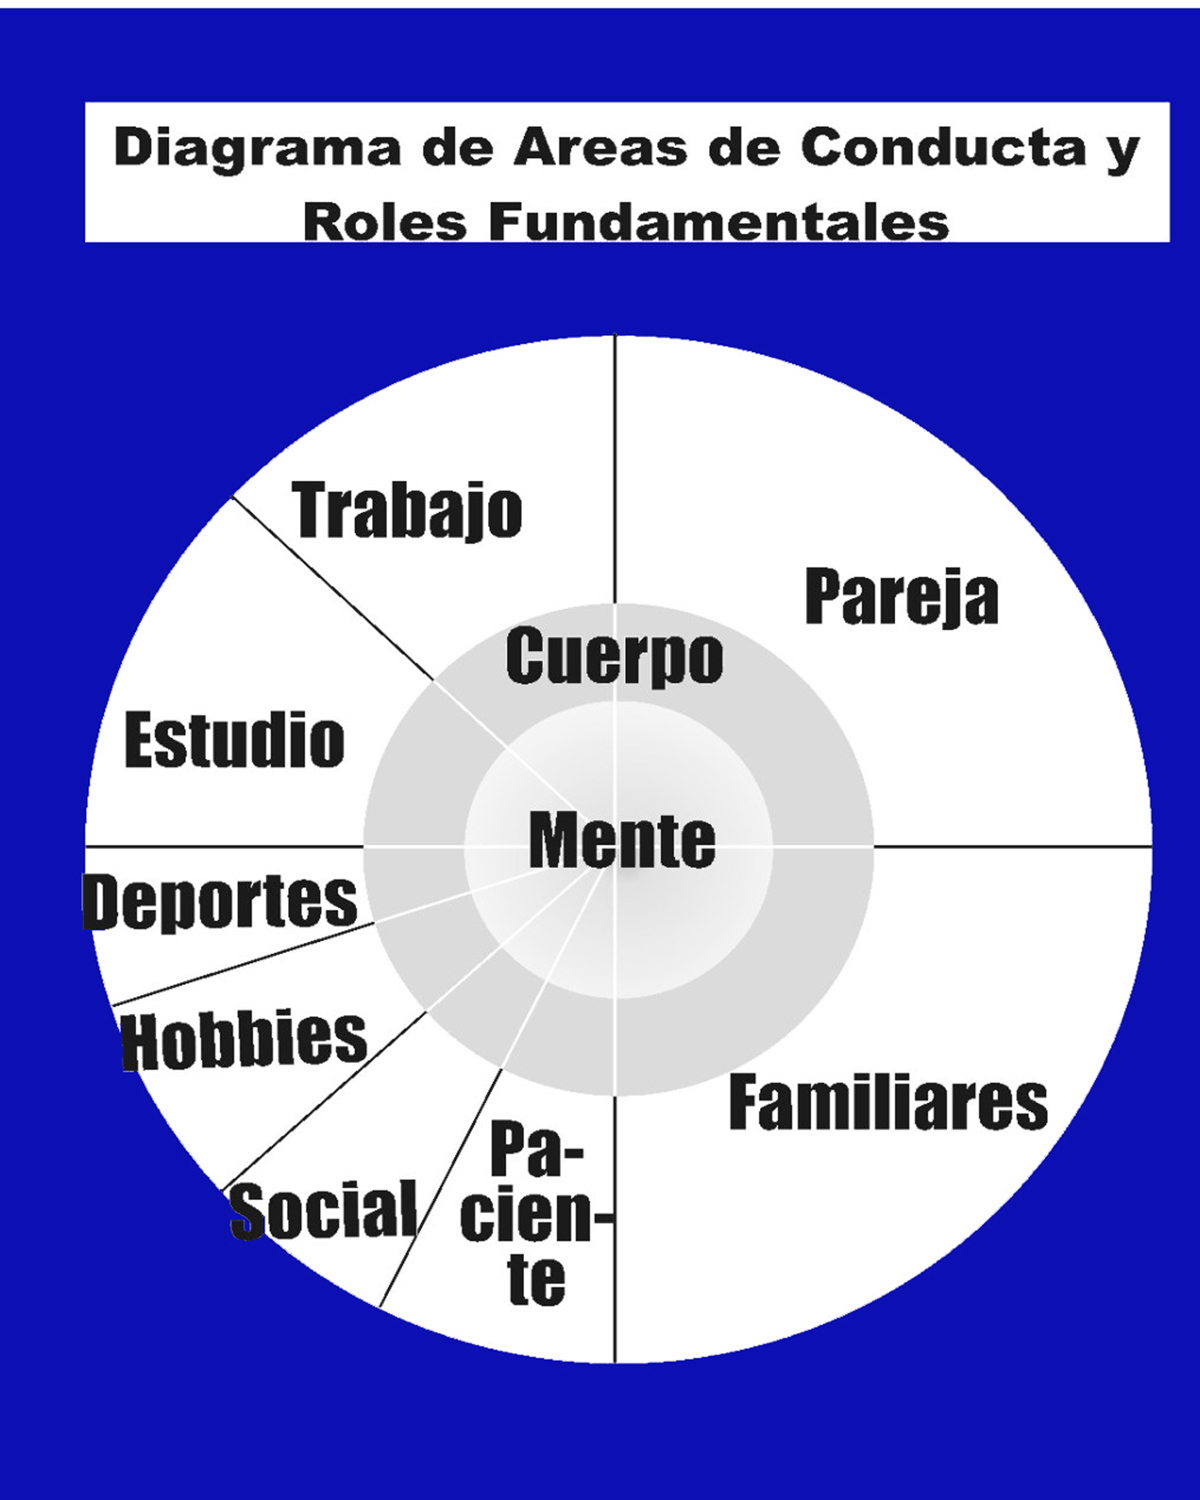 Diagrama de Areas de Conducta y
Roles Fundamentales
Trabajo
Pareja
Cuerpo
Estudio
Mente
Deportes
Hobbies
Familiares
Social
Pa-
cien-
te